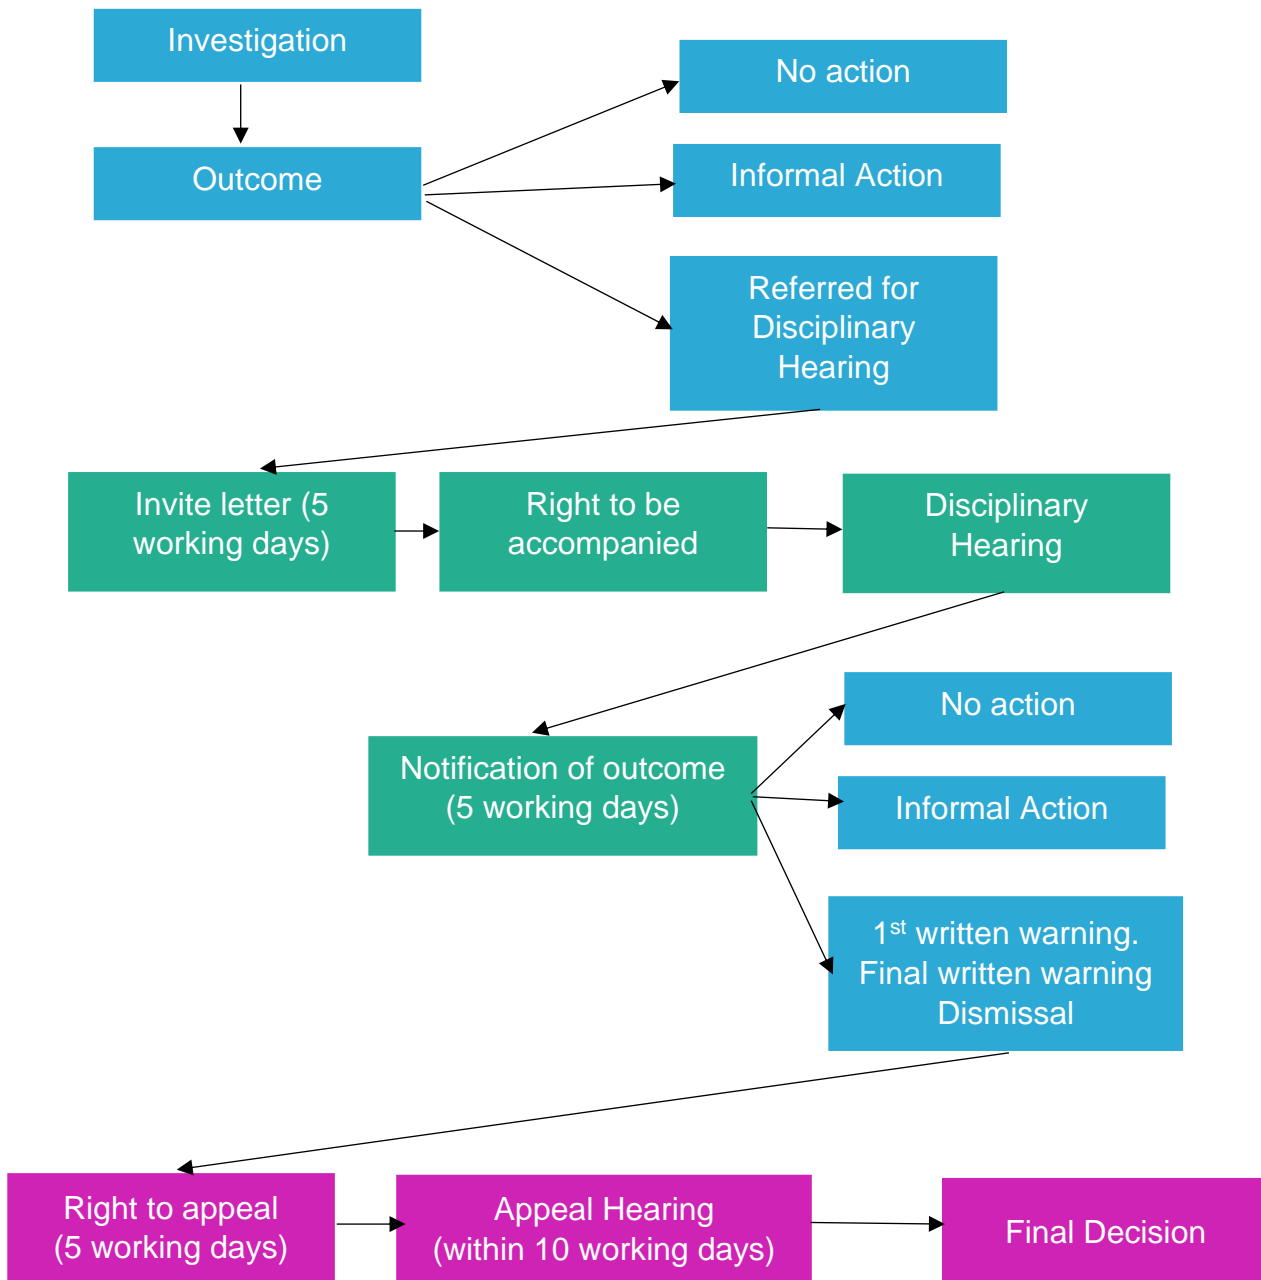 Investigation
No action
Outcome
Informal Action
Referred for
Disciplinary
Hearing
Invite letter (5
working days)
Right to be
accompanied
Disciplinary
Hearing
No action
Notification of outcome
(5 working days)
Informal Action
1st written warning.
Final written warning
Dismissal
Right to appeal
(5 working days)
Appeal Hearing
(within 10 working days)
Final Decision